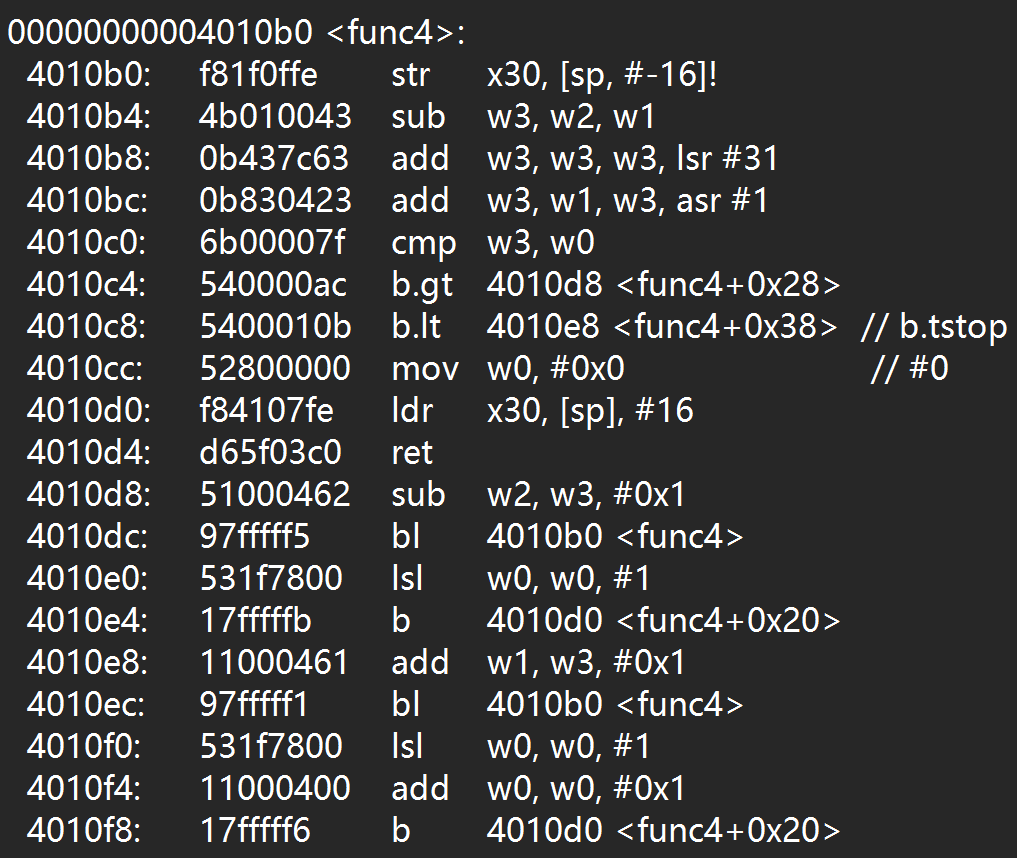 00000000004010b0 <func4>:
4010b0: f81f0ffe str x30, [sp, #-16]!
4010b4: 4b010043 sub w3, w2, w1
4010b8: 0b437c63 add w3, w3, w3, lsr #31
4010bc: 0b830423 add w3, w1, w3, asr #1
4010c0: 6b00007f cmp w3, w0
4010c4: 540000ac b.gt 4010d8 <func4+0x28>
4010c8: 5400010b b.lt 4010e8 <func4+0x38> // b.tstop
4010cc: 52800000 mov w0, #0x0 // #0
4010d0: f84107fe ldr x30, [sp], #16
4010d4: d65f03c0 ret
4010d8: 51000462 sub w2, w3, #0x1
4010dc: 97fffff5 bl 4010b0 <func4>
4010e0: 531f7800 lsl w0, w0, #1
4010e4: 17fffffb b 4010d0 <func4+0x20>
4010e8: 11000461 add w1, w3, #0x1
4010ec: 97fffff1 bl 4010b0 <func4>
4010f0: 531f7800 lsl w0, w0, #1
4010f4: 11000400 add w0, w0, #0x1
4010f8: 17fffff6 b 4010d0 <func4+0x20>